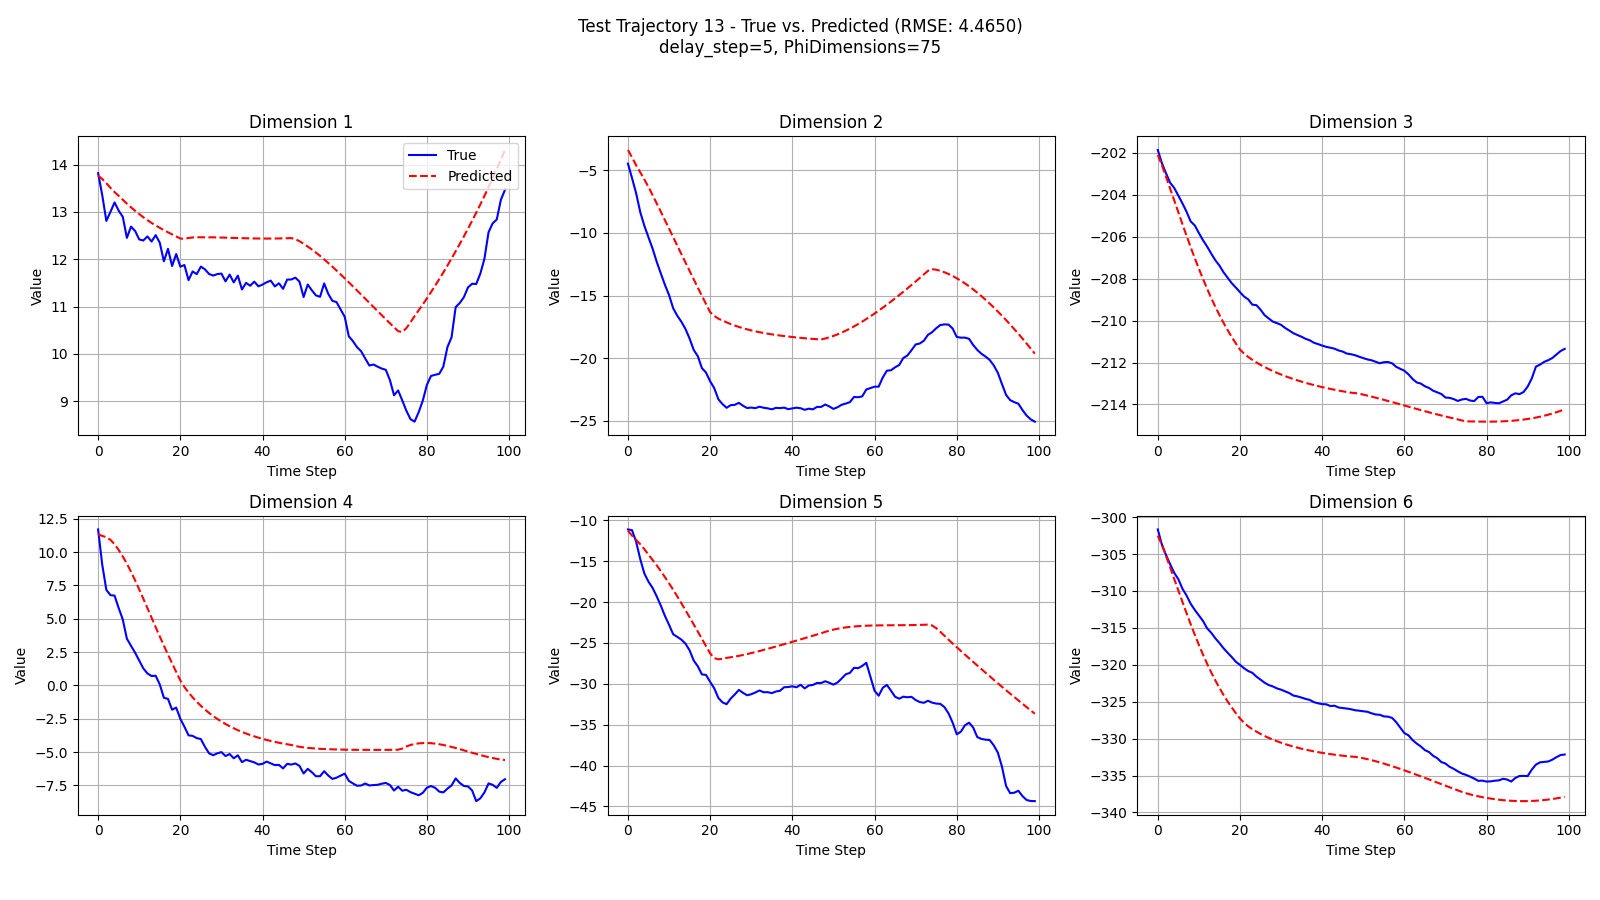 Test Trajectory 13 - True vs. Predicted (RMSE: 4.4650)
delay_step=5, PhiDimensions=75
Dimension 1
Value
14
13
12
11
10
9
True
Predicted
0 20 40 60 80 100
Time Step
Dimension 2
Value
−5
−10
−15
−20
−25
0 20 40 60 80 100
Time Step
Dimension 3
Value
−202
−204
−206
−208
−210
−212
−214
0 20 40 60 80 100
Time Step
Dimension 4
Value
12.5
10.0
7.5
5.0
2.5
0.0
−2.5
−5.0
−7.5
0 20 40 60 80 100
Time Step
Dimension 5
Value
−10
−15
−20
−25
−30
−35
−40
−45
0 20 40 60 80 100
Time Step
Dimension 6
Value
−300
−305
−310
−315
−320
−325
−330
−335
−340
0 20 40 60 80 100
Time Step